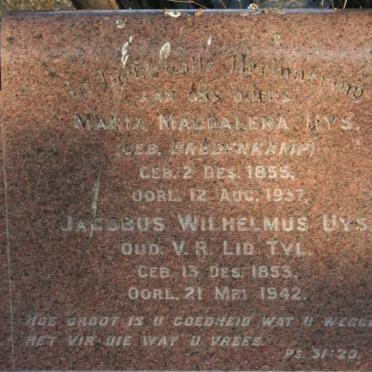 In Liefdevolle Herinnering
AAN ONS OUERS
MARIA MAGDALENA UYS.
(GEB. BREDENKAMP)
GEB. 2 DES. 1855,
OORL. 12 AUG. 1937,
JACOBUS WILHELMUS UYS
OUD. V. R. LID. TVL.
GEB. 13 DES. 1853.
OORL. 21 MEI 1942.
HOE GROOT IS U GOEDHEID WAT U WEGGE
HET VIR DIE WAT U VREES.
PS. 31:20.